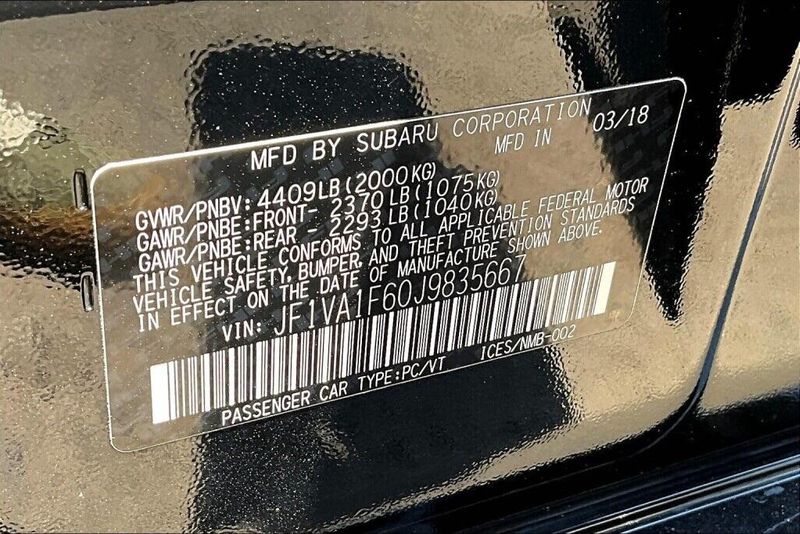 MFD BY SUBARU CORPORATION
MFD IN 03/18
GVWR/PNBV: 4409LB(2000KG)
GAWR/PNBE:FRONT- 2370 LB(1075KG)
GAWR/PNBE:REAR - 2293 LB(1040KG)
THIS VEHICLE CONFORMS TO ALL APPLICABLE FEDERAL MOTOR
VEHICLE SAFETY, BUMPER, AND THEFT PREVENTION STANDARDS
IN EFFECT ON THE DATE OF MANUFACTURE SHOWN ABOVE.
VIN: JF1VA1F60J9835667
PASSENGER CAR TYPE:PC/VT ICES/NMB-002